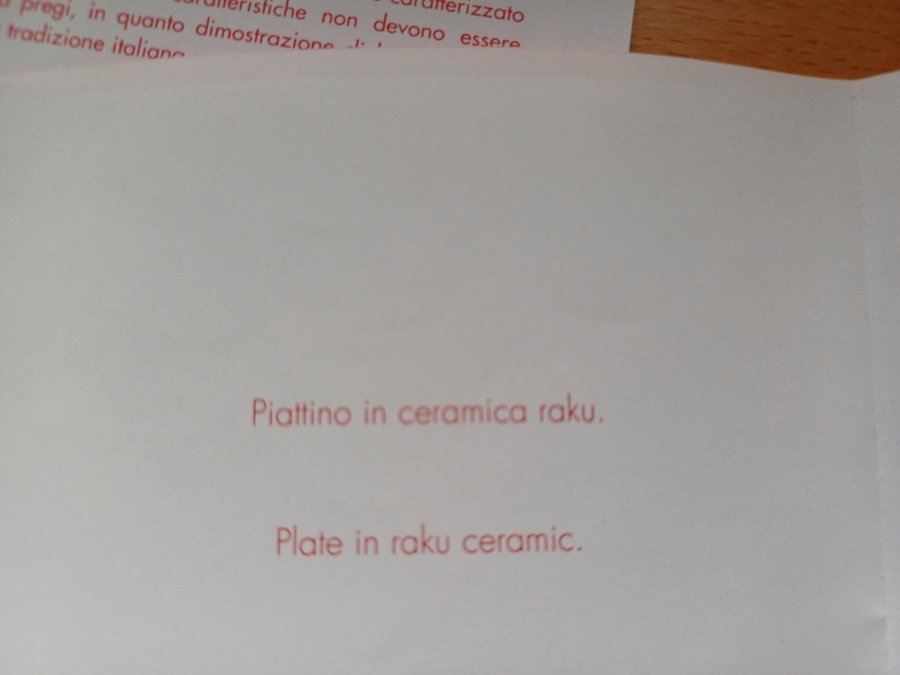 caratterizzato
pregi, in quanto dimostrazione
caratteristiche non devono essere
tradizione italiana
Piattino in ceramica raku.
Plate in raku ceramic.